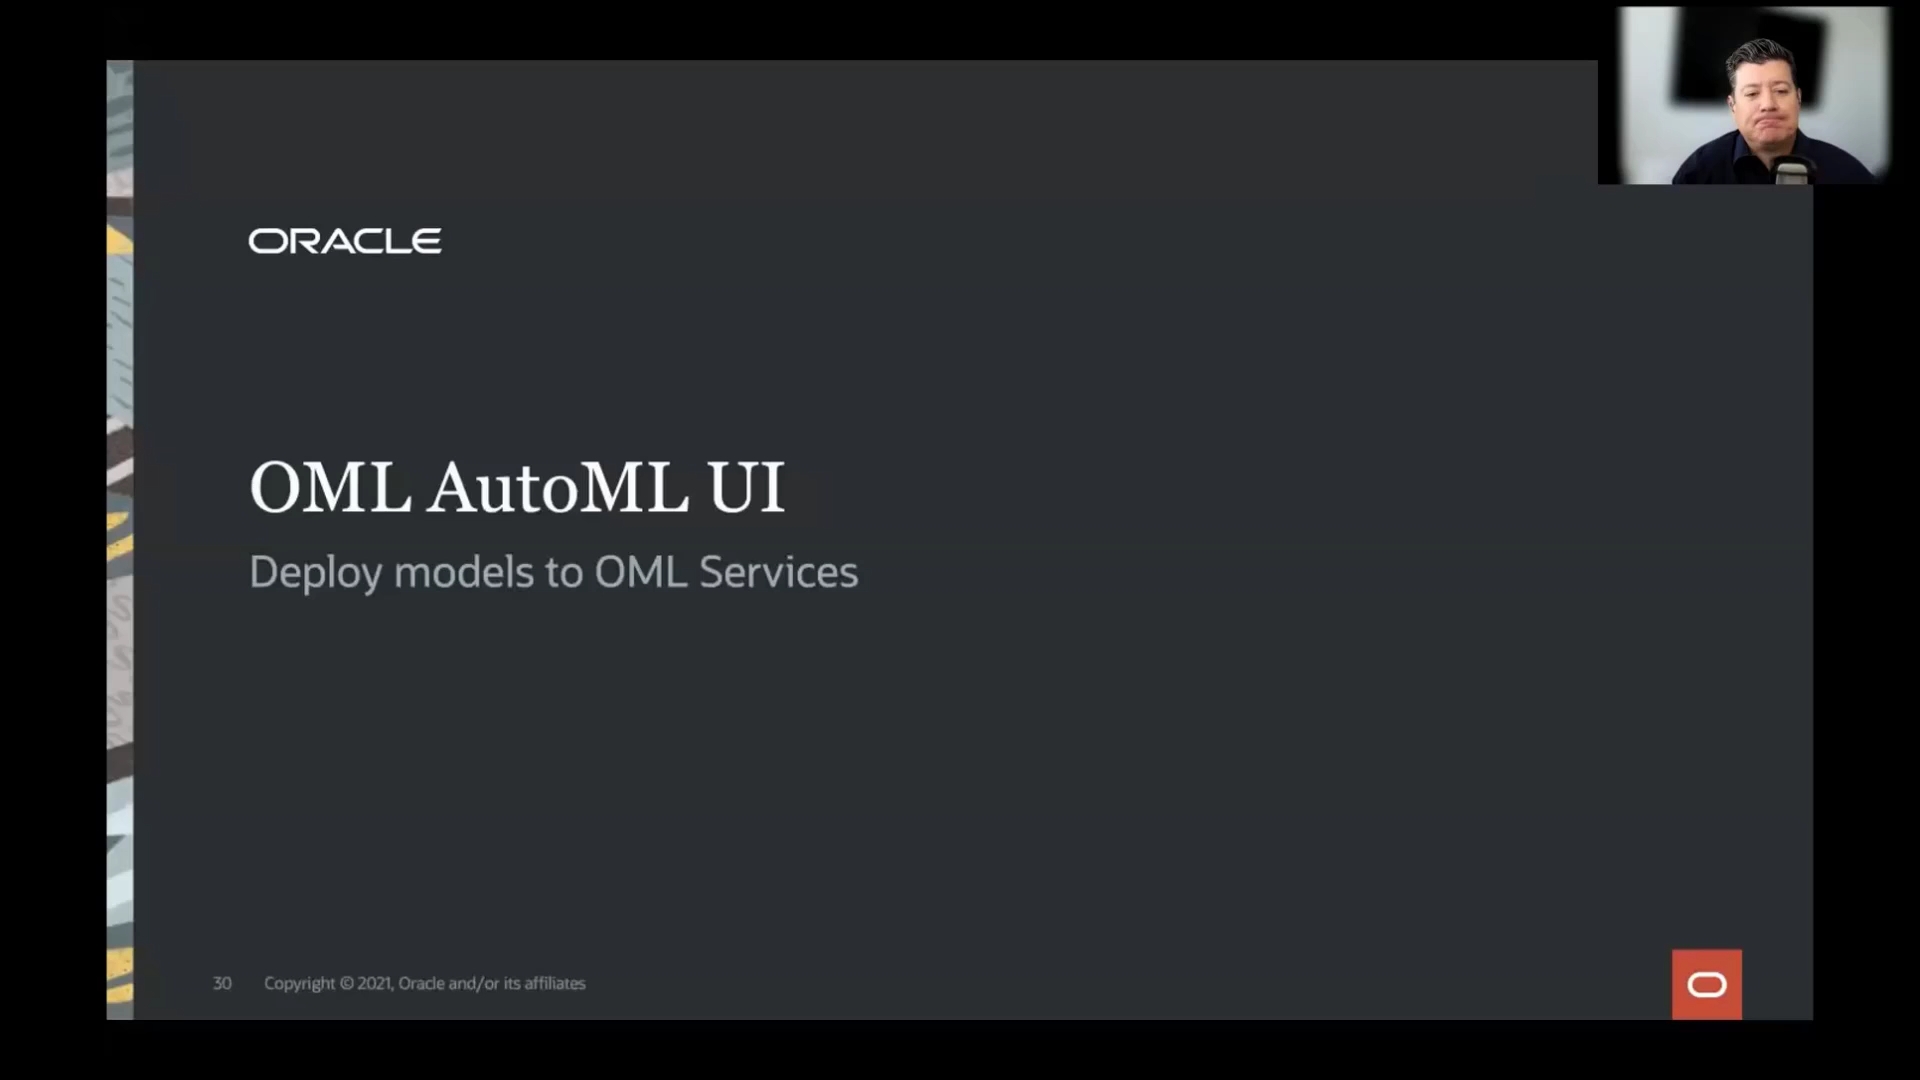 ORACLE
OML AutoML UI
Deploy models to OML Services
30 Copyright © 2021, Oracle and/or its affiliates